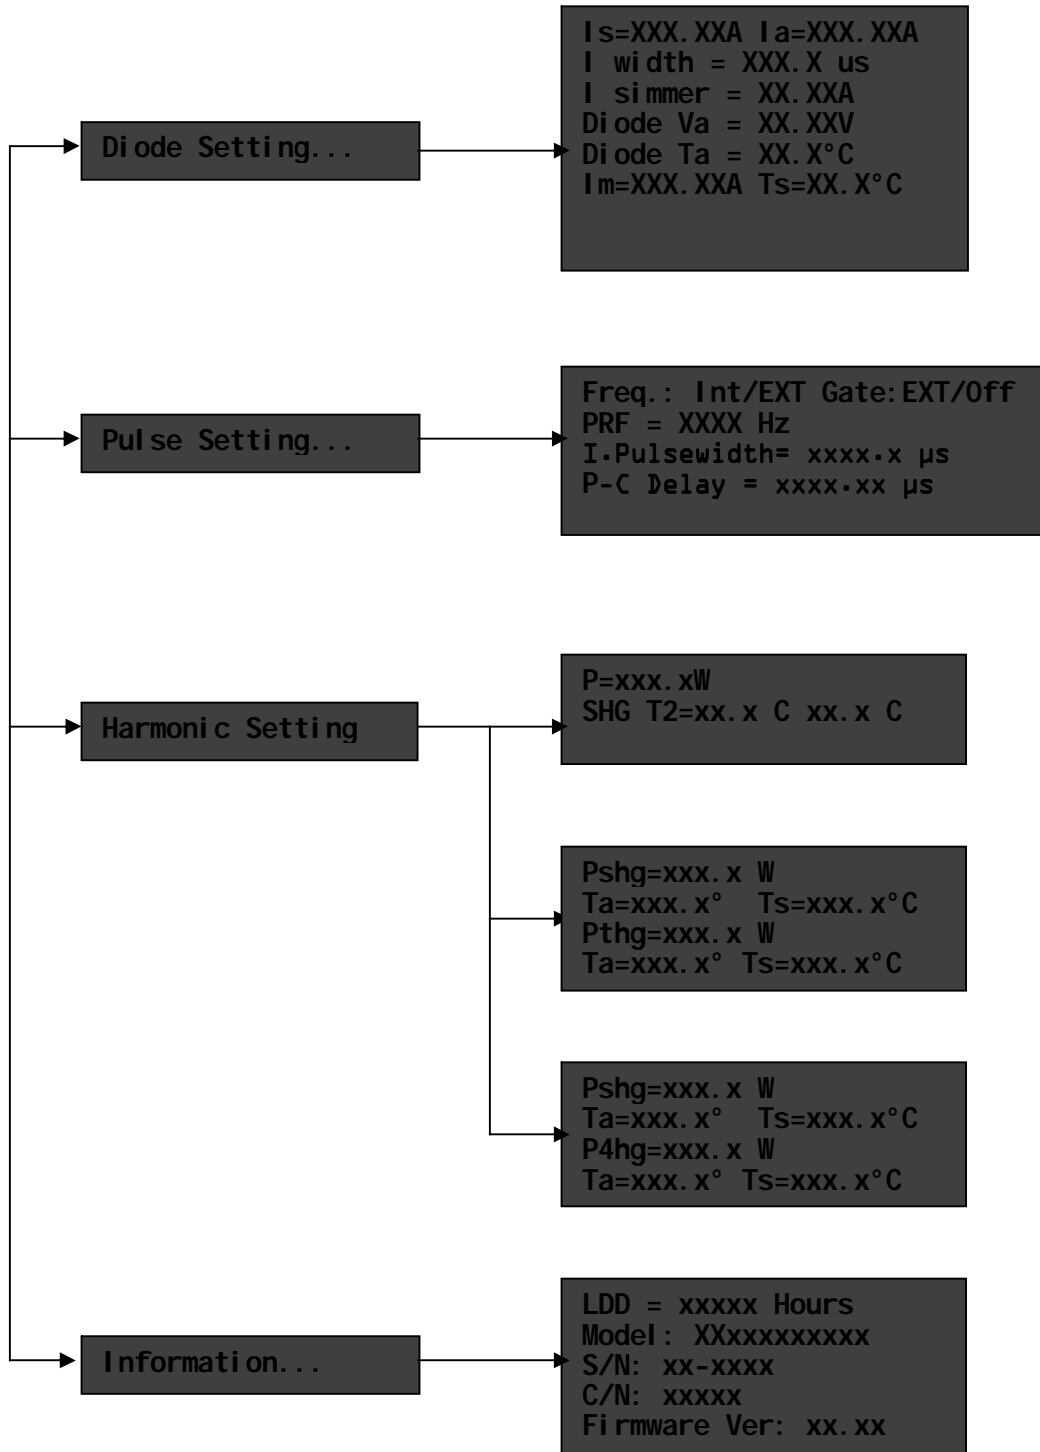 Diode Setting...
Is=XXX.XXA Ia=XXX.XXA
I width = XXX.X us
I simmer = XX.XXA
Diode Va = XX.XXV
Diode Ta = XX.X°C
Im=XXX.XXA Ts=XX.X°C
Pulse Setting...
Freq.: Int/EXT Gate:EXT/Off
PRF = XXXX Hz
I.Pulsewidth= xxxx.x µs
P-C Delay = xxxx.xx µs
Harmonic Setting
P=xxx.xW
SHG T2=xx.x C xx.x C
Pshg=xxx.x W
Ta=xxx.x° Ts=xxx.x°C
Pthg=xxx.x W
Ta=xxx.x° Ts=xxx.x°C
Pshg=xxx.x W
Ta=xxx.x° Ts=xxx.x°C
P4hg=xxx.x W
Ta=xxx.x° Ts=xxx.x°C
Information...
LDD = xxxxx Hours
Model: XXxxxxxxxxx
S/N: xx-xxxx
C/N: xxxxx
Firmware Ver: xx.xx